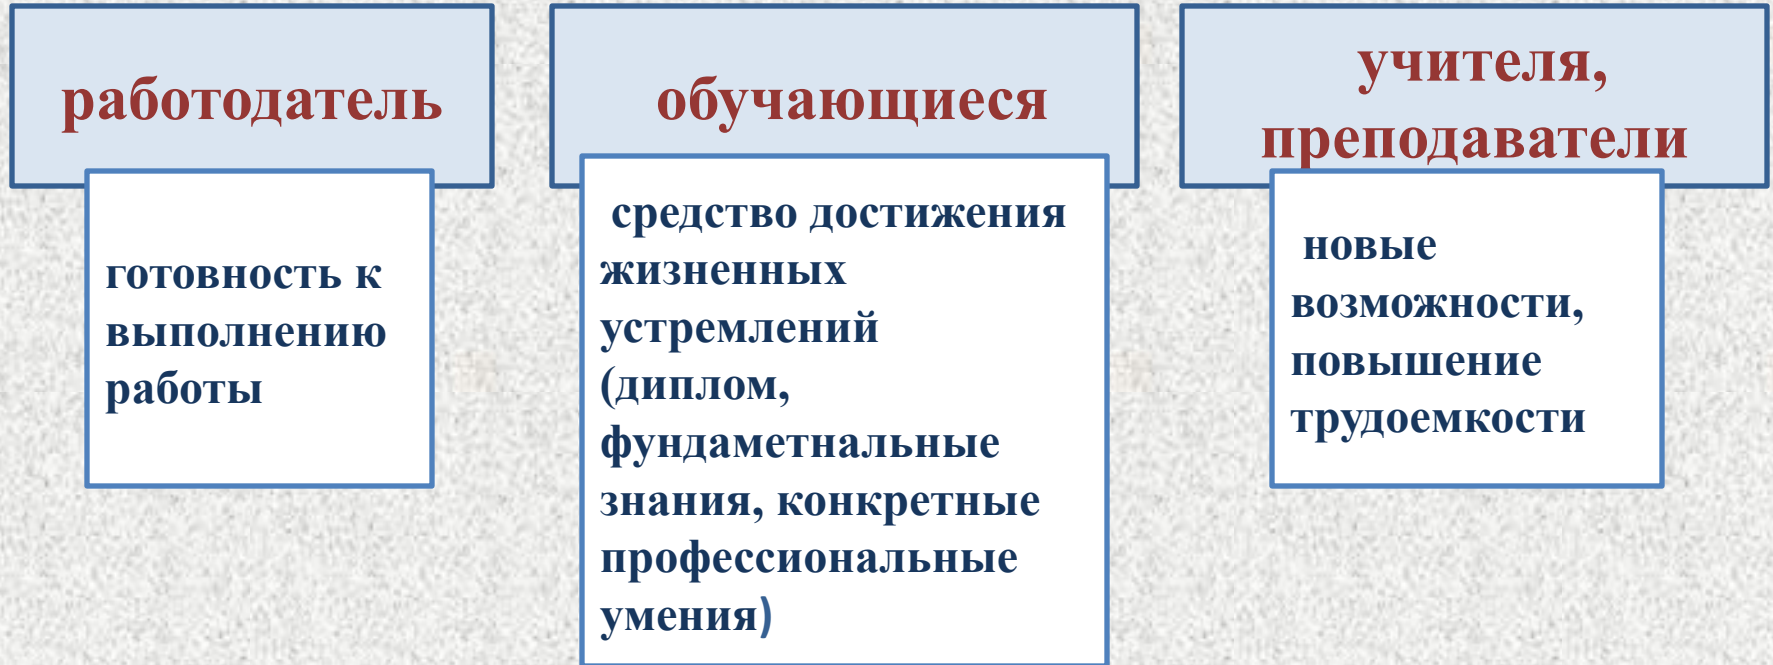 работодатель
готовность к
выполнению
работы
обучающиеся
средство достижения
жизненных
устремлений
(диплом,
фундаметнальные
знания, конкретные
профессиональные
умения)
учителя,
преподаватели
новые
возможности,
повышение
трудоемкости